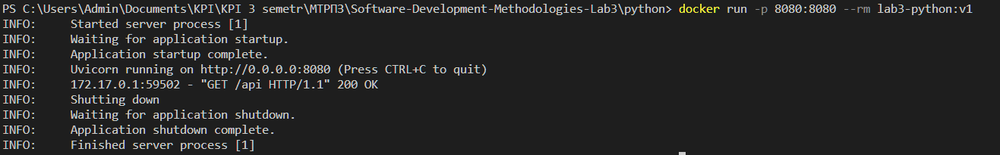 PS C:\Users\Admin\Documents\KPI\KPI 3 semetr\МТРПЗ\Software-Development-Methodologies-Lab3\python> docker run -p 8080:8080 --rm lab3-python:v1
INFO:     Started server process [1]
INFO:     Waiting for application startup.
INFO:     Application startup complete.
INFO:     Uvicorn running on http://0.0.0.0:8080 (Press CTRL+C to quit)
INFO:     172.17.0.1:59502 - "GET /api HTTP/1.1" 200 OK
INFO:     Shutting down
INFO:     Waiting for application shutdown.
INFO:     Application shutdown complete.
INFO:     Finished server process [1]